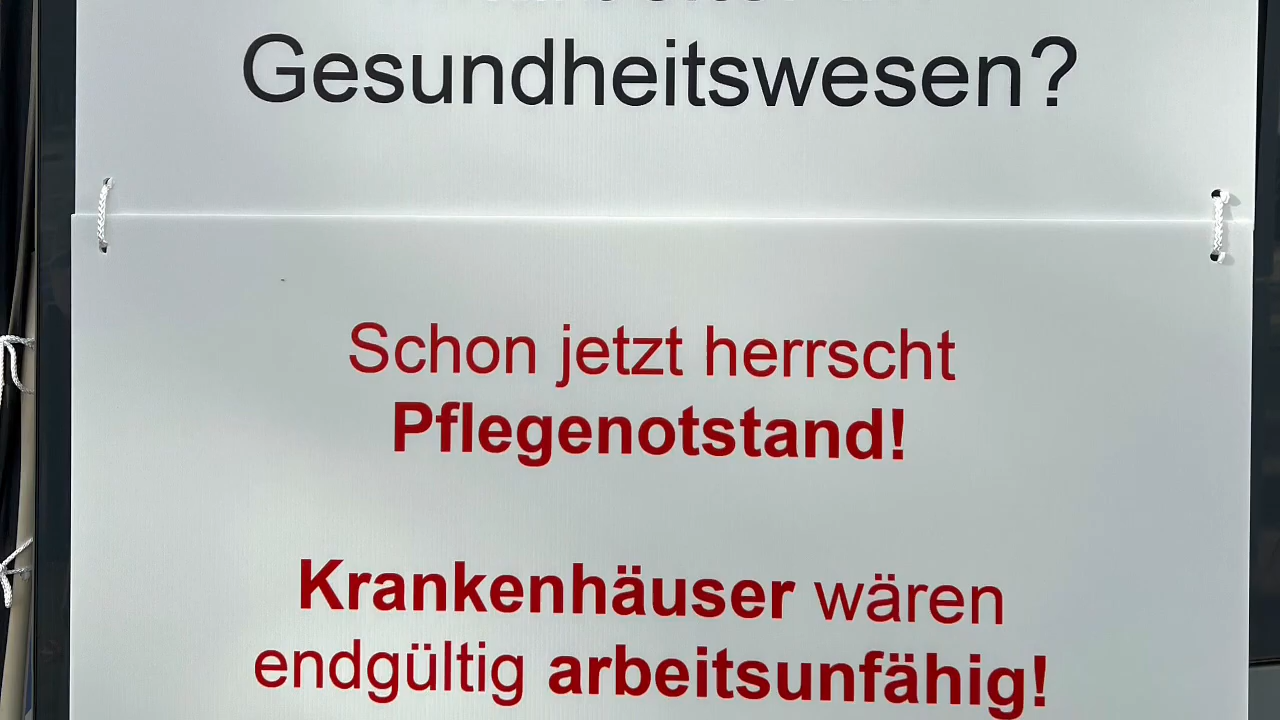 Gesundheitswesen?
Schon jetzt herrscht
Pflegenotstand!
Krankenhäuser wären
endgültig arbeitsunfähig!